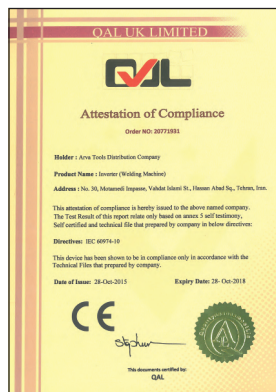 QAL UK LIMITED
QAL
Attestation of Compliance
Order NO: 20771931
Holder : Arva Tools Distribution Company
Product Name : Inverter (Welding Machine)
Address : No. 30, Motaresdi Impasse, Vahdat Islami St., Hassan Abad Sq., Tehran, Iran.
This attestation of compliance is hereby issued to the above named company.
The Test Result of this report relate only based on annex 5 self testimony,
Self certified and technical file that prepared by company in below directives:
Directives: IEC 60974-10
This device has been shown to be in compliance only in accordance with the
Technical Files that prepared by company.
Date of Issue: 28-Oct-2015 Expiry Date: 28- Oct-2018
CE
This documents certified by:
QAL